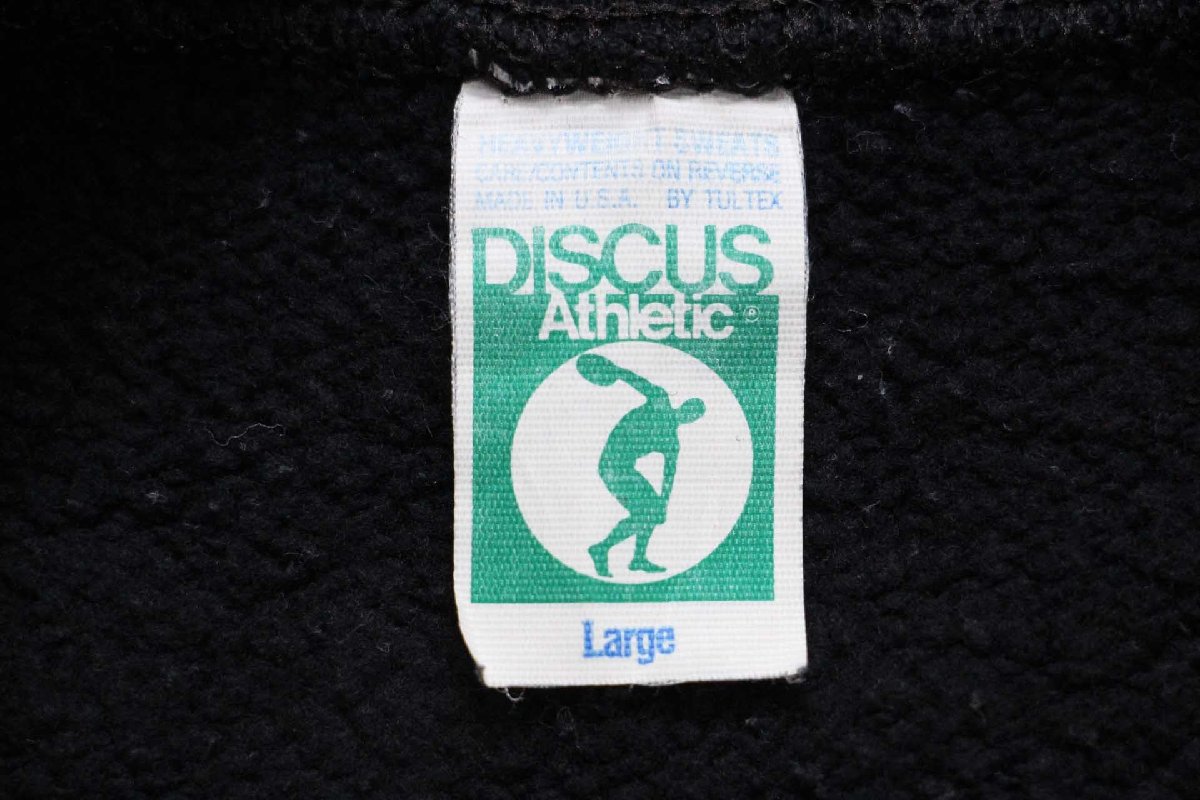 HEAVYWEIGHT SWEATS
CARE/CONTENTS ON REVERSE
MADE IN U.S.A. BY TULTEX
DISCUS
Athletic ®
Large